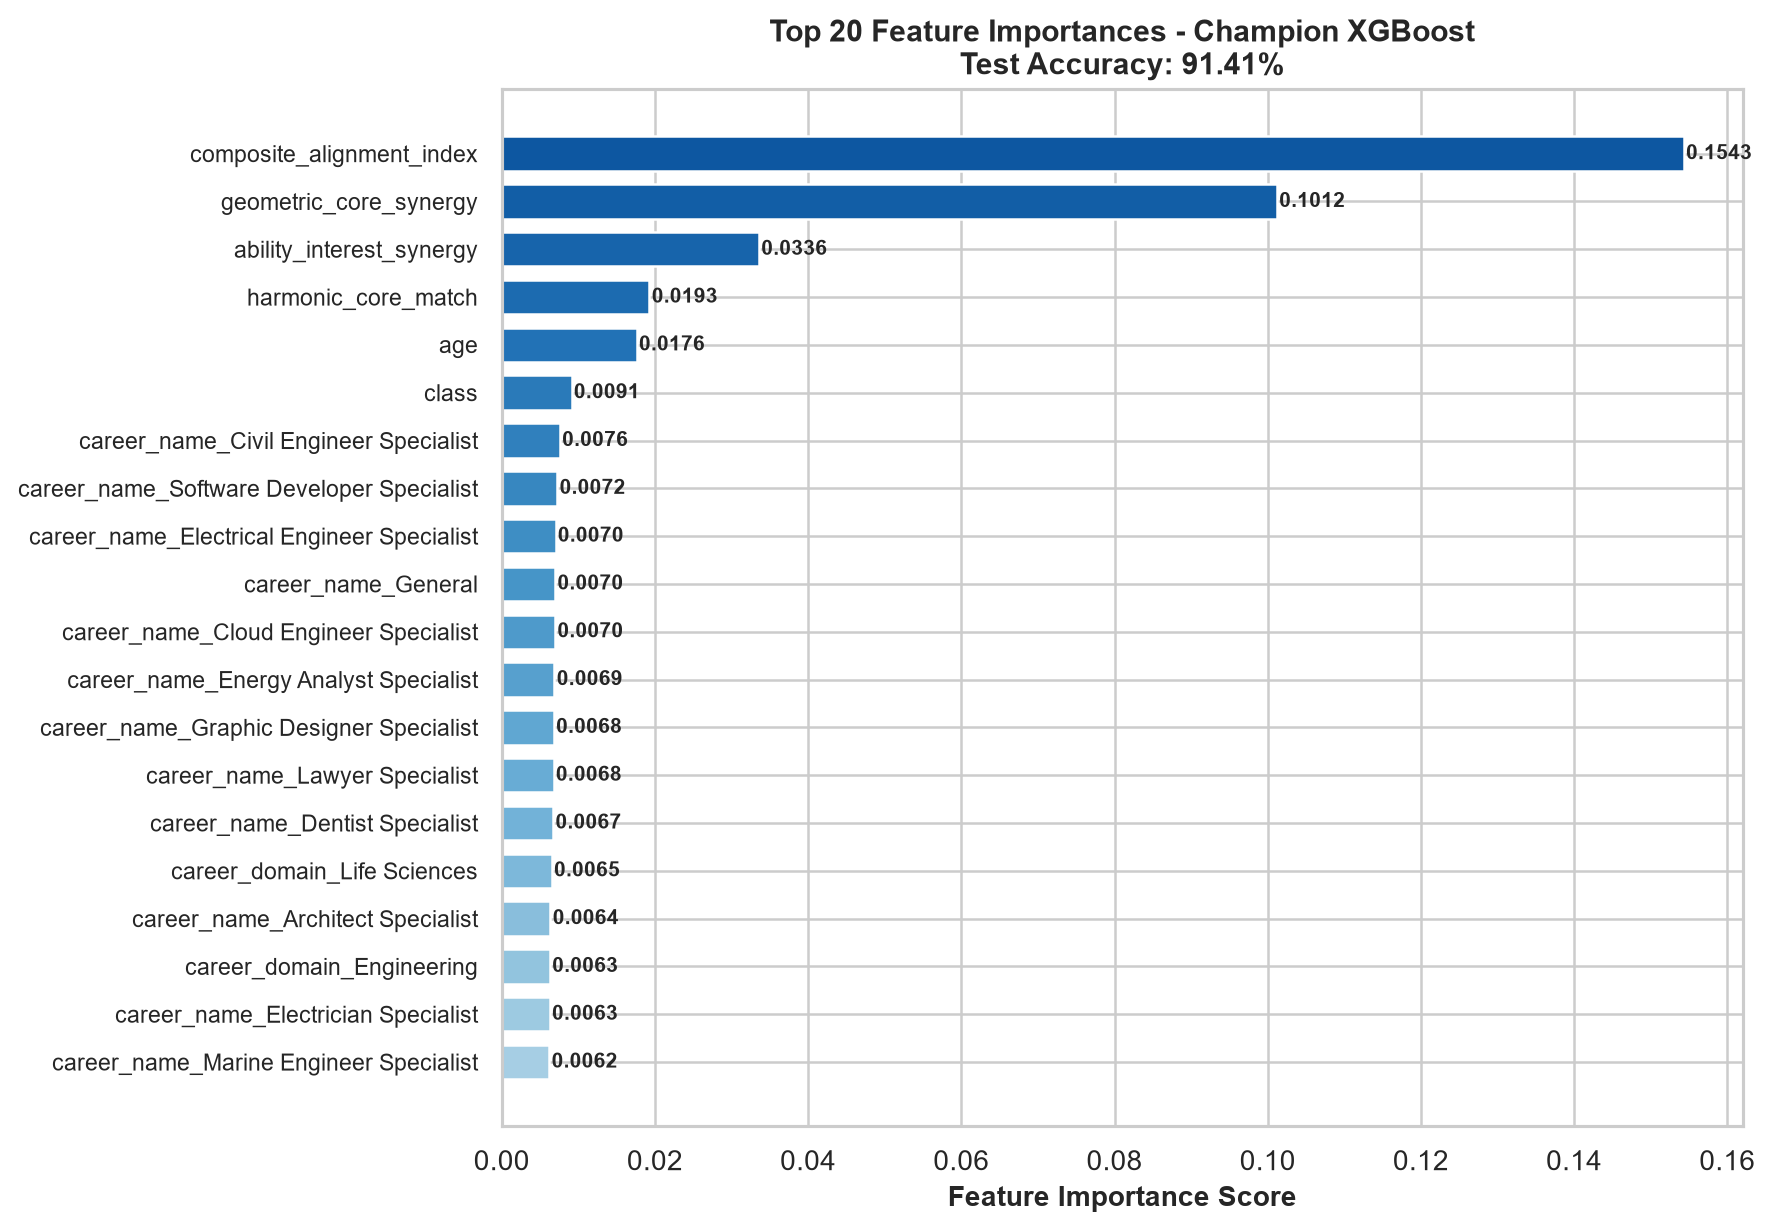 Top 20 Feature Importances - Champion XGBoost
Test Accuracy: 91.41%
composite_alignment_index 0.1543
geometric_core_synergy 0.1012
ability_interest_synergy 0.0336
harmonic_core_match 0.0193
age 0.0176
class 0.0091
career_name_Civil Engineer Specialist 0.0076
career_name_Software Developer Specialist 0.0072
career_name_Electrical Engineer Specialist 0.0070
career_name_General 0.0070
career_name_Cloud Engineer Specialist 0.0070
career_name_Energy Analyst Specialist 0.0069
career_name_Graphic Designer Specialist 0.0068
career_name_Lawyer Specialist 0.0068
career_name_Dentist Specialist 0.0067
career_domain_Life Sciences 0.0065
career_name_Architect Specialist 0.0064
career_domain_Engineering 0.0063
career_name_Electrician Specialist 0.0063
career_name_Marine Engineer Specialist 0.0062
0.00 0.02 0.04 0.06 0.08 0.10 0.12 0.14 0.16
Feature Importance Score